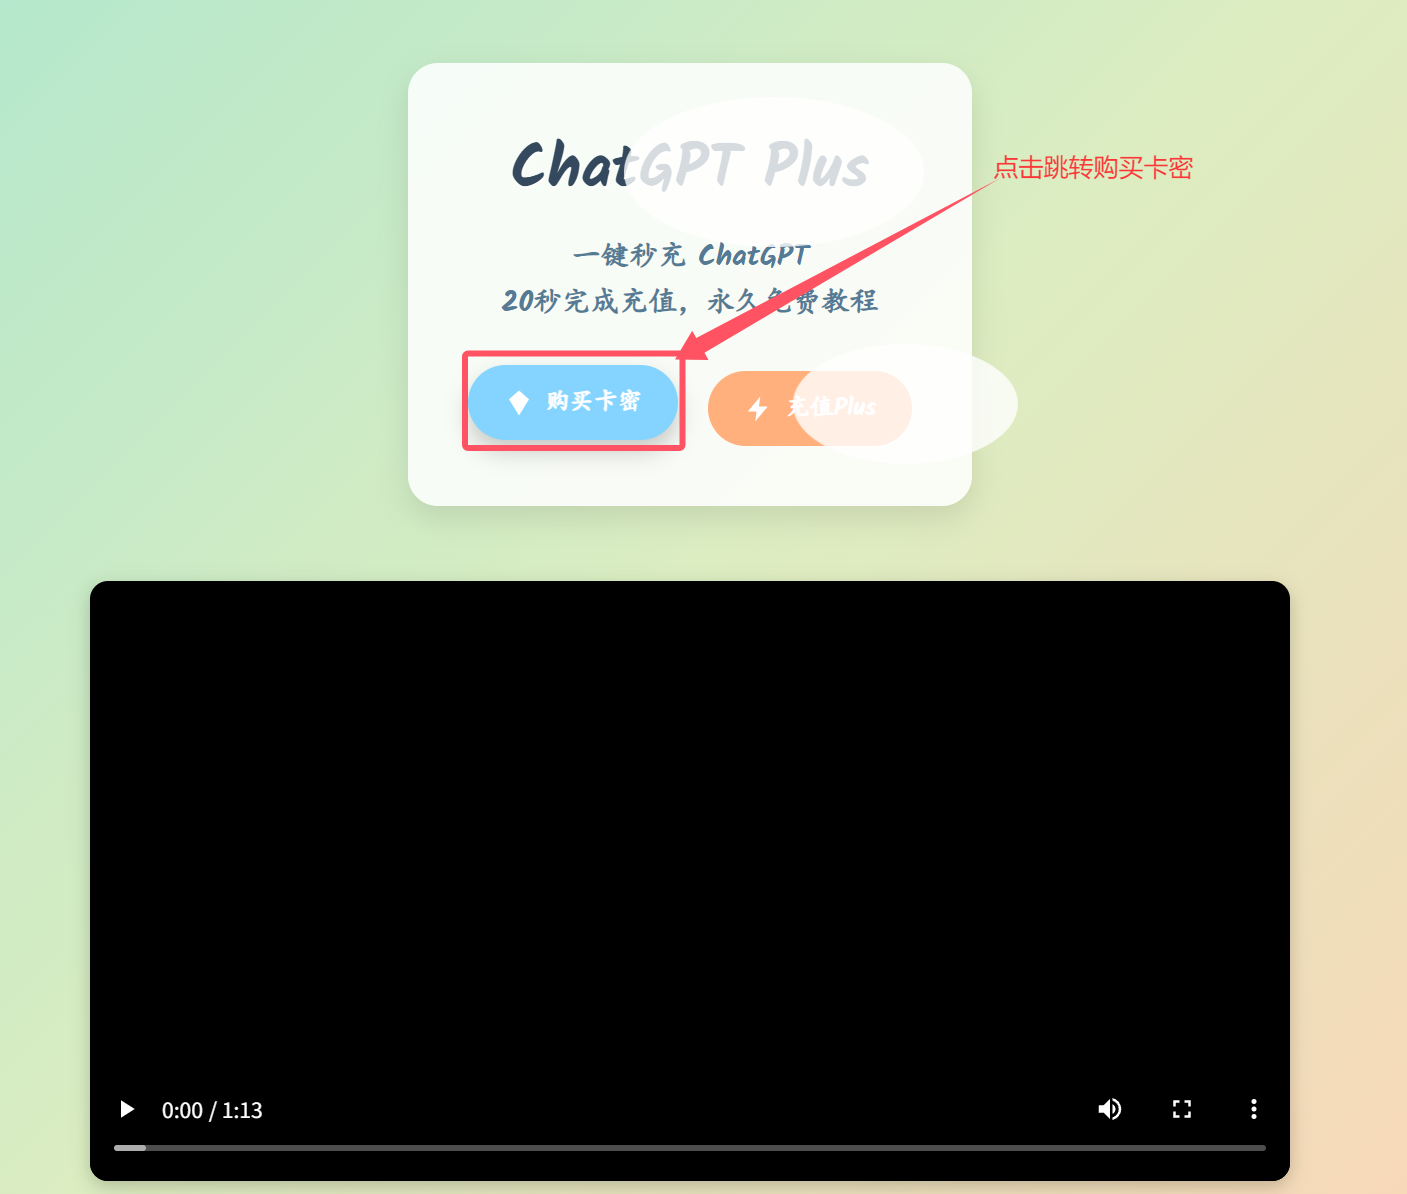 ChatGPT Plus
点击跳转购买卡密
一键秒充 ChatGPT
20秒完成充值，永久免费教程
购买卡密
充值Plus
0:00 / 1:13